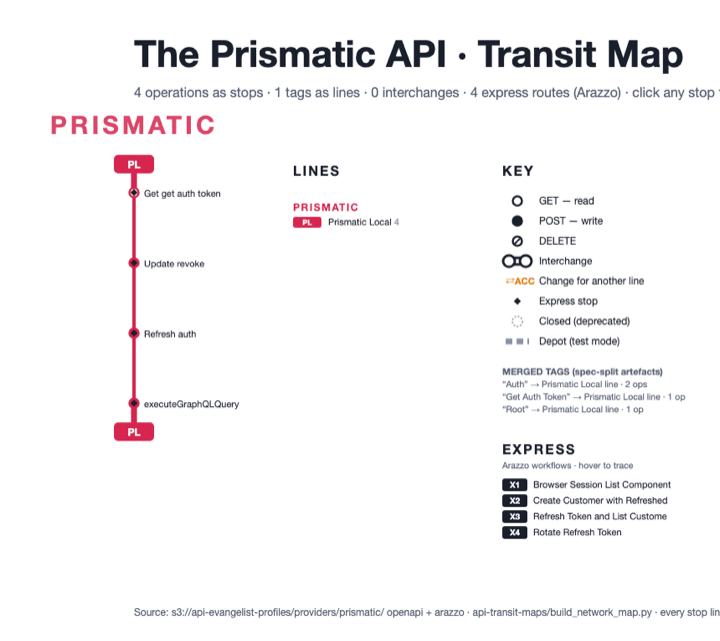 The Prismatic API · Transit Map
4 operations as stops · 1 tags as lines · 0 interchanges · 4 express routes (Arazzo) · click any stop
PRISMATIC
PL
Get get auth token
Update revoke
Refresh auth
executeGraphQLQuery
PL
LINES
PRISMATIC
PL Prismatic Local 4
KEY
GET — read
POST — write
DELETE
Interchange
⇄ACC Change for another line
Express stop
Closed (deprecated)
Depot (test mode)
MERGED TAGS (spec-split artefacts)
"Auth" → Prismatic Local line · 2 ops
"Get Auth Token" → Prismatic Local line · 1 op
"Root" → Prismatic Local line · 1 op
EXPRESS
Arazzo workflows · hover to trace
X1 Browser Session List Component
X2 Create Customer with Refreshed
X3 Refresh Token and List Custome
X4 Rotate Refresh Token
Source: s3://api-evangelist-profiles/providers/prismatic/ openapi + arazzo · api-transit-maps/build_network_map.py · every stop lin